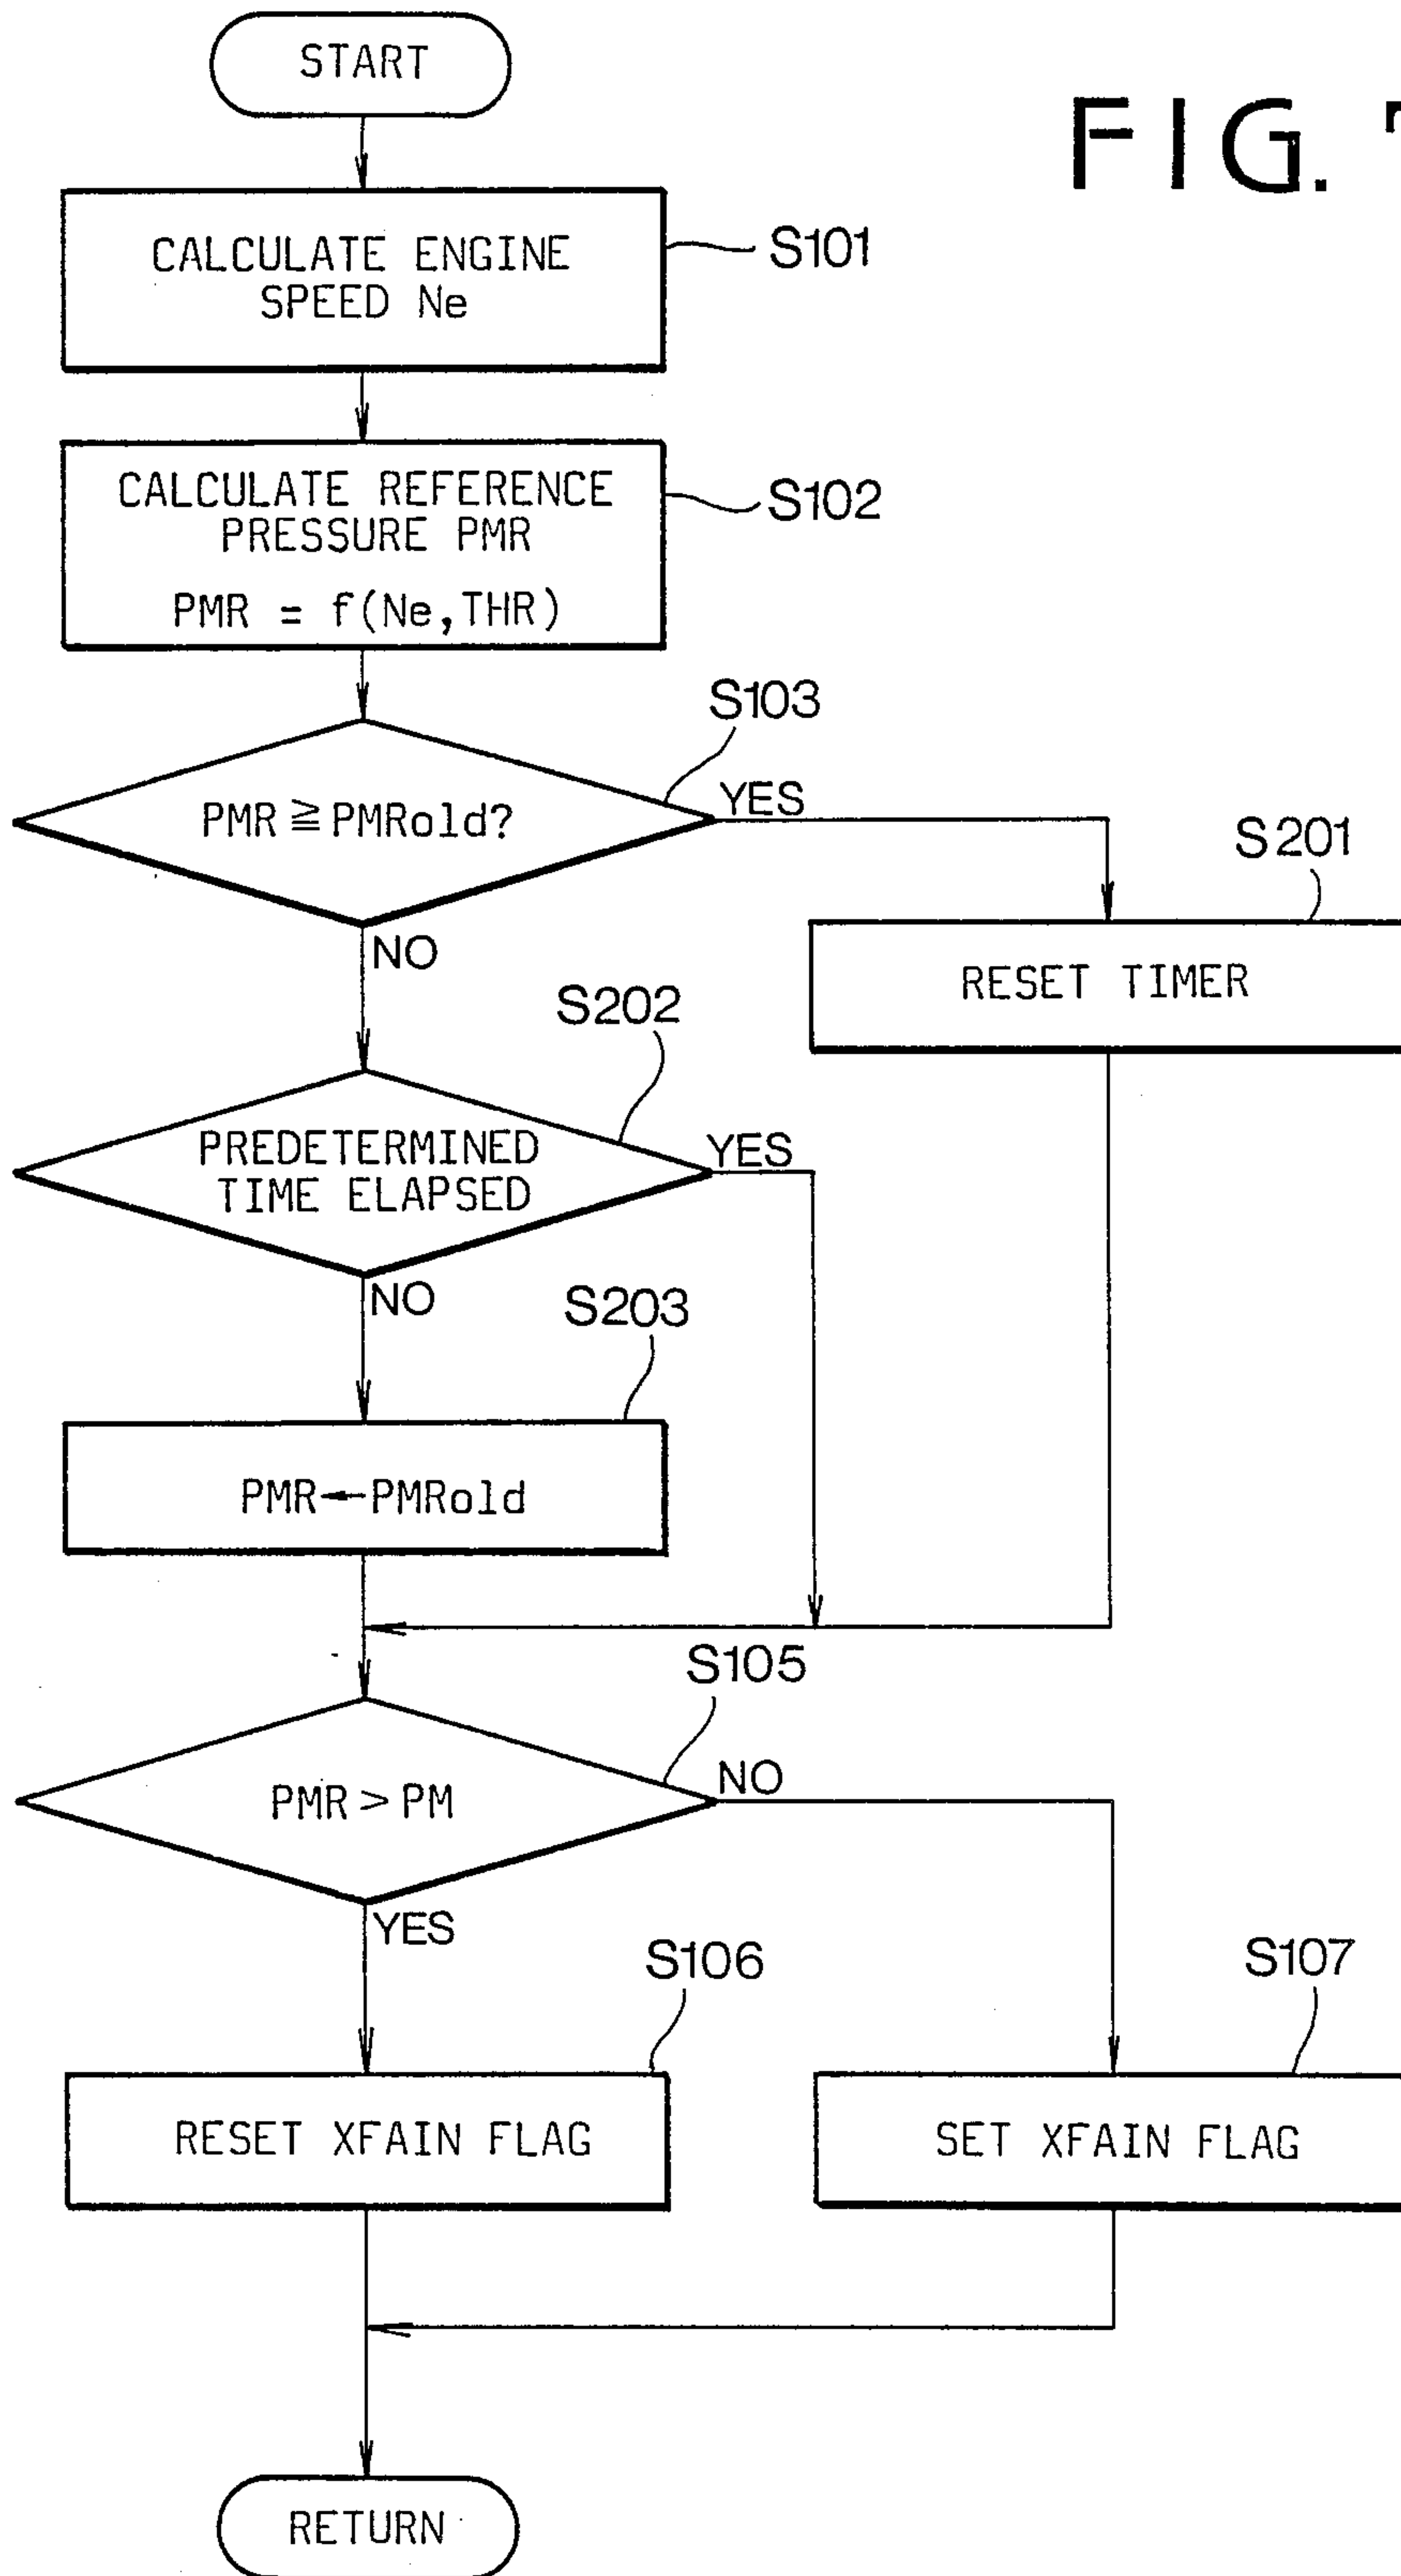 START
FIG.
CALCULATE ENGINE
SPEED Ne
S101
CALCULATE REFERENCE
PRESSURE PMR
PMR = f(Ne,THR)
S102
S103
PMR ≧ PMRold?
YES
NO
S201
RESET TIMER
S202
PREDETERMINED
TIME ELAPSED
YES
NO
S203
PMR←PMRold
S105
PMR > PM
NO
YES
S106
RESET XFAIN FLAG
S107
SET XFAIN FLAG
RETURN